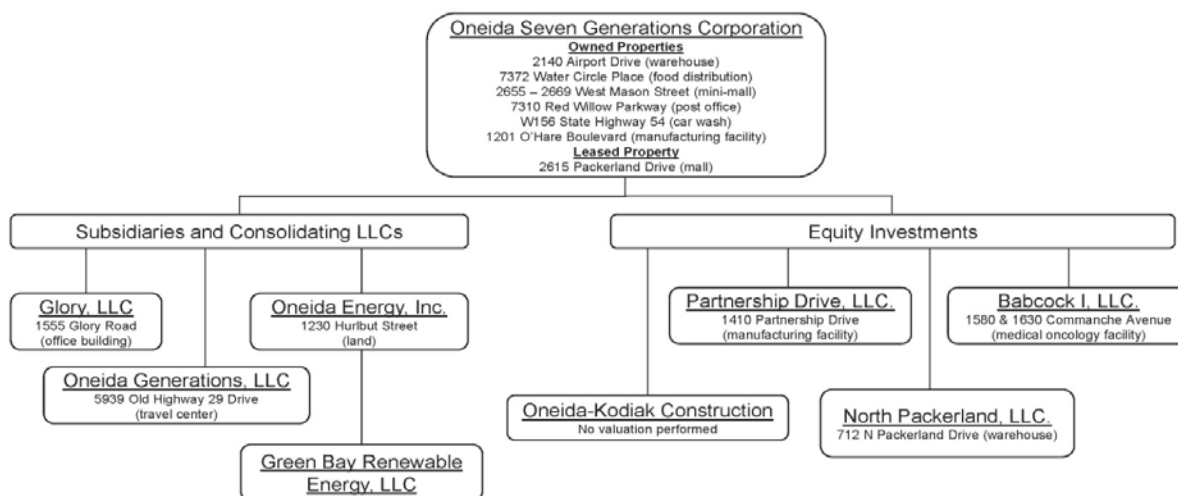 Oneida Seven Generations Corporation
Owned Properties
2140 Airport Drive (warehouse)
7372 Water Circle Place (food distribution)
2655 – 2669 West Mason Street (mini-mall)
7310 Red Willow Parkway (post office)
W156 State Highway 54 (car wash)
1201 O'Hare Boulevard (manufacturing facility)
Leased Property
2615 Packerland Drive (mall)
Subsidiaries and Consolidating LLCs
Equity Investments
Glory, LLC
1555 Glory Road
(office building)
Oneida Energy, Inc.
1230 Hurlbut Street
(land)
Partnership Drive, LLC.
1410 Partnership Drive
(manufacturing facility)
Babcock I, LLC.
1580 & 1630 Commanche Avenue
(medical oncology facility)
Oneida Generations, LLC
5939 Old Highway 29 Drive
(travel center)
Oneida-Kodiak Construction
No valuation performed
North Packerland, LLC.
712 N Packerland Drive (warehouse)
Green Bay Renewable
Energy, LLC